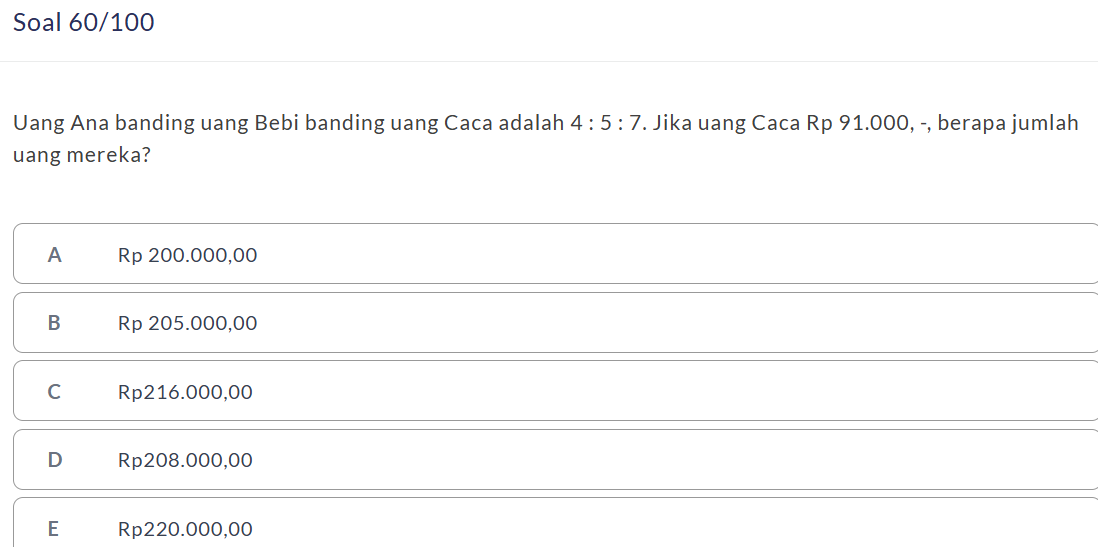 Soal 60/100
Uang Ana banding uang Bebi banding uang Caca adalah 4 : 5 : 7. Jika uang Caca Rp 91.000, -, berapa jumlah
uang mereka?
A Rp 200.000,00
B Rp 205.000,00
C Rp216.000,00
D Rp208.000,00
E Rp220.000,00